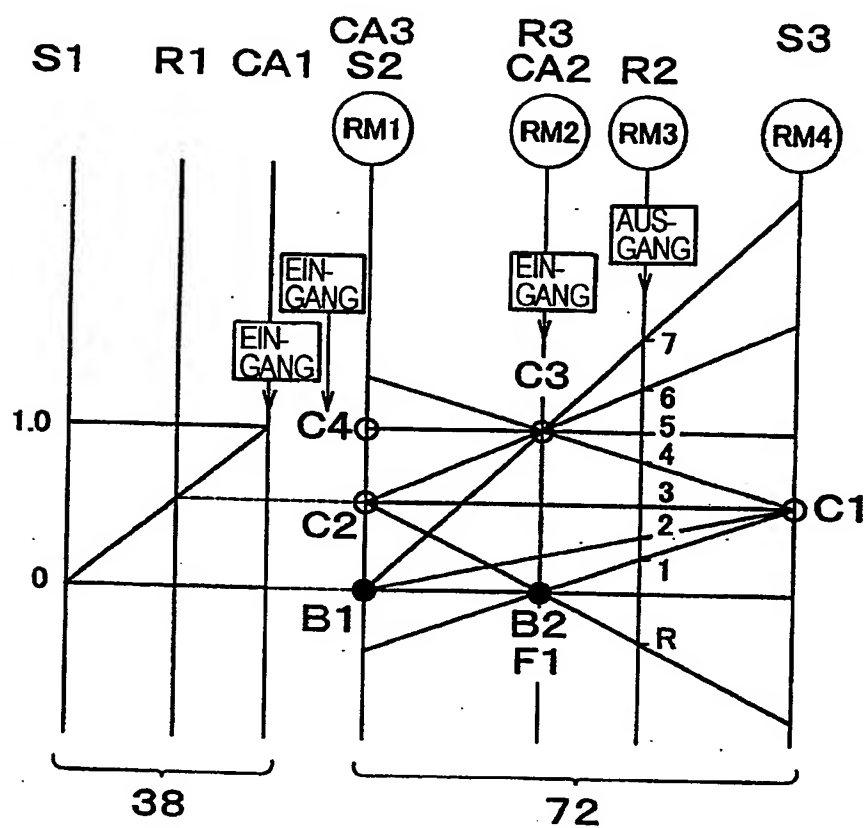 S1
R1
CA1
CA3
S2
R3
CA2
R2
S3
RM1
RM2
RM3
RM4
EIN-
GANG
EIN-
GANG
EIN-
GANG
AUS-
GANG
7
6
5
4
3
2
1
R
C3
1.0
C4
C2
C1
0
B1
B2
F1
38
72